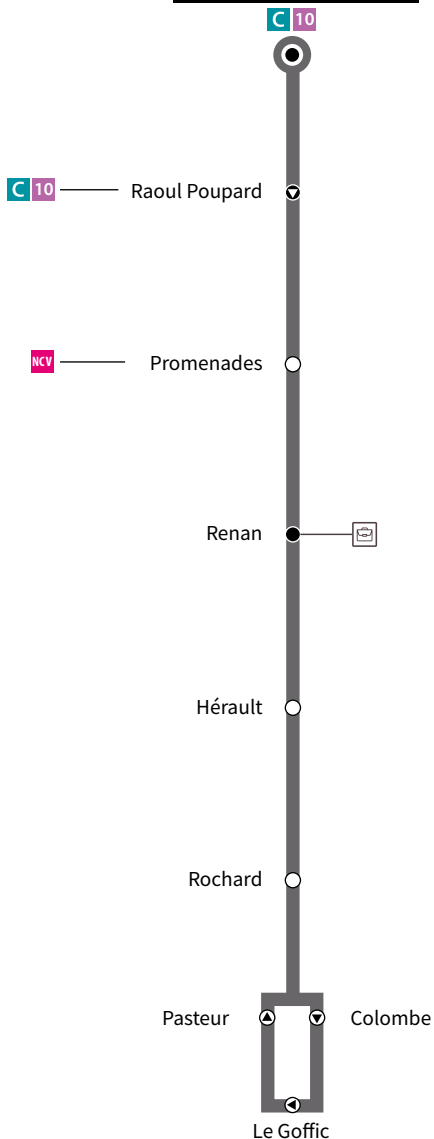 C 10
C 10 Raoul Poupard
NCV Promenades
Renan
Hérault
Rochard
Pasteur Colombe
Le Goffic